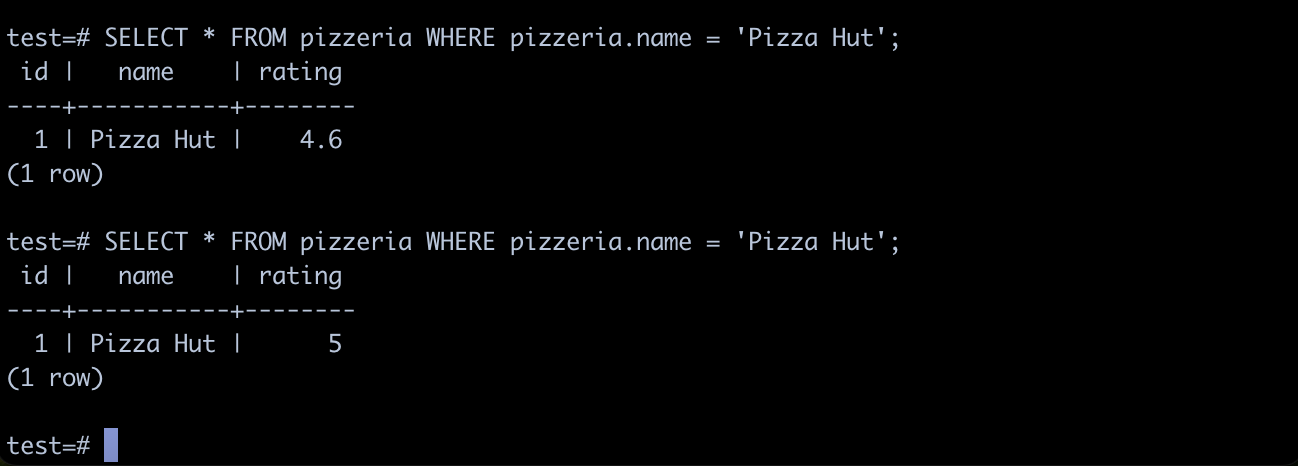 test=# SELECT * FROM pizzeria WHERE pizzeria.name = 'Pizza Hut';
 id |   name    | rating
----+-----------+--------
  1 | Pizza Hut |    4.6
(1 row)

test=# SELECT * FROM pizzeria WHERE pizzeria.name = 'Pizza Hut';
 id |   name    | rating
----+-----------+--------
  1 | Pizza Hut |      5
(1 row)

test=#